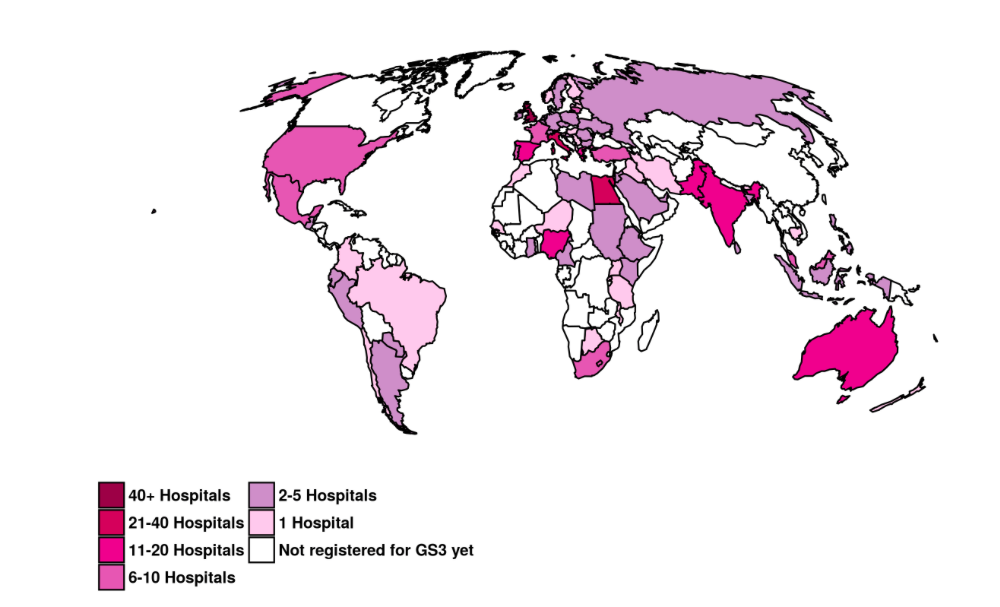 40+ Hospitals
21-40 Hospitals
11-20 Hospitals
6-10 Hospitals
2-5 Hospitals
1 Hospital
Not registered for GS3 yet